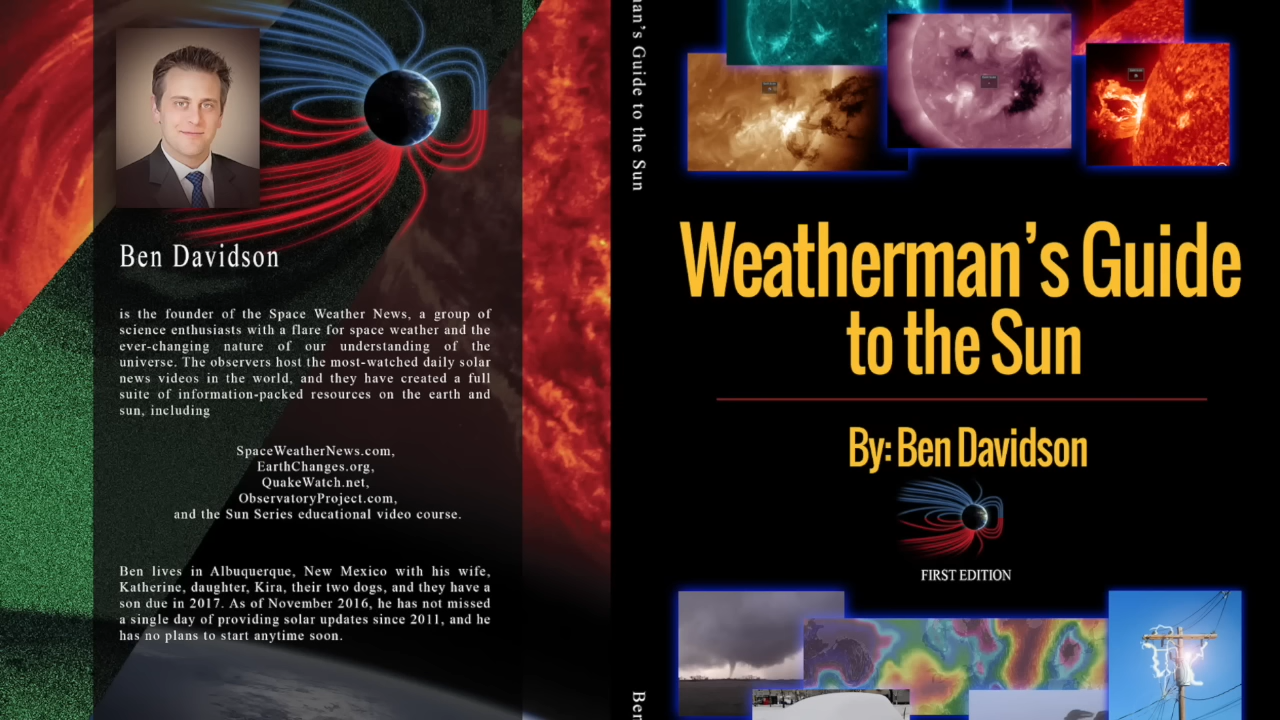 Ben Davidson
is the founder of the Space Weather News, a group of
science enthusiasts with a flare for space weather and the
ever-changing nature of our understanding of the
universe. The observers host the most-watched daily solar
news videos in the world, and they have created a full
suite of information-packed resources on the earth and
sun, including
SpaceWeatherNews.com,
EarthChanges.org,
QuakeWatch.net,
ObservatoryProject.com,
and the Sun Series educational video course.
Ben lives in Albuquerque, New Mexico with his wife,
Katherine, daughter, Kira, their two dogs, and they have a
son due in 2017. As of November 2016, he has not missed
a single day of providing solar updates since 2011, and he
has no plans to start anytime soon.
man's Guide to the Sun
Ber
Weatherman's Guide
to the Sun
By: Ben Davidson
FIRST EDITION